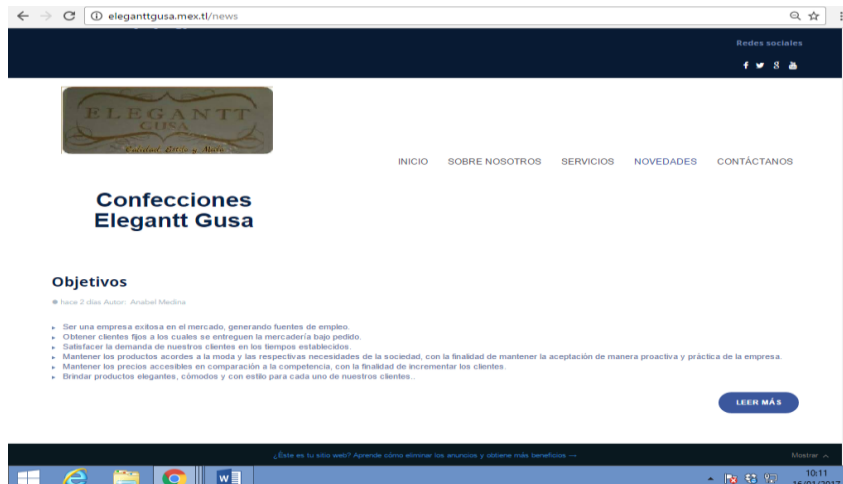 eleganttgusa.mex.tl/news
Redes sociales
ELEGANTT
GUSA
Calidad, Estilo y Moda
INICIO SOBRE NOSOTROS SERVICIOS NOVEDADES CONTÁCTANOS
Confecciones
Elegantt Gusa
Objetivos
hace 2 días Autor: Anabel Medina
Ser una empresa exitosa en el mercado, generando fuentes de empleo.
Obtener clientes fijos a los cuales se entreguen la mercadería bajo pedido.
Satisfacer la demanda de nuestros clientes en los tiempos establecidos.
Mantener los productos acordes a la moda y las respectivas necesidades de la sociedad, con la finalidad de mantener la aceptación de manera proactiva y práctica de la empresa.
Mantener los precios accesibles en comparación a la competencia, con la finalidad de incrementar los clientes.
Brindar productos elegantes, cómodos y con estilo para cada uno de nuestros clientes..
LEER MÁS
¿Éste es tu sitio web? Aprende cómo eliminar los anuncios y obtiene más beneficios →
Mostrar
10:11
16/01/2017